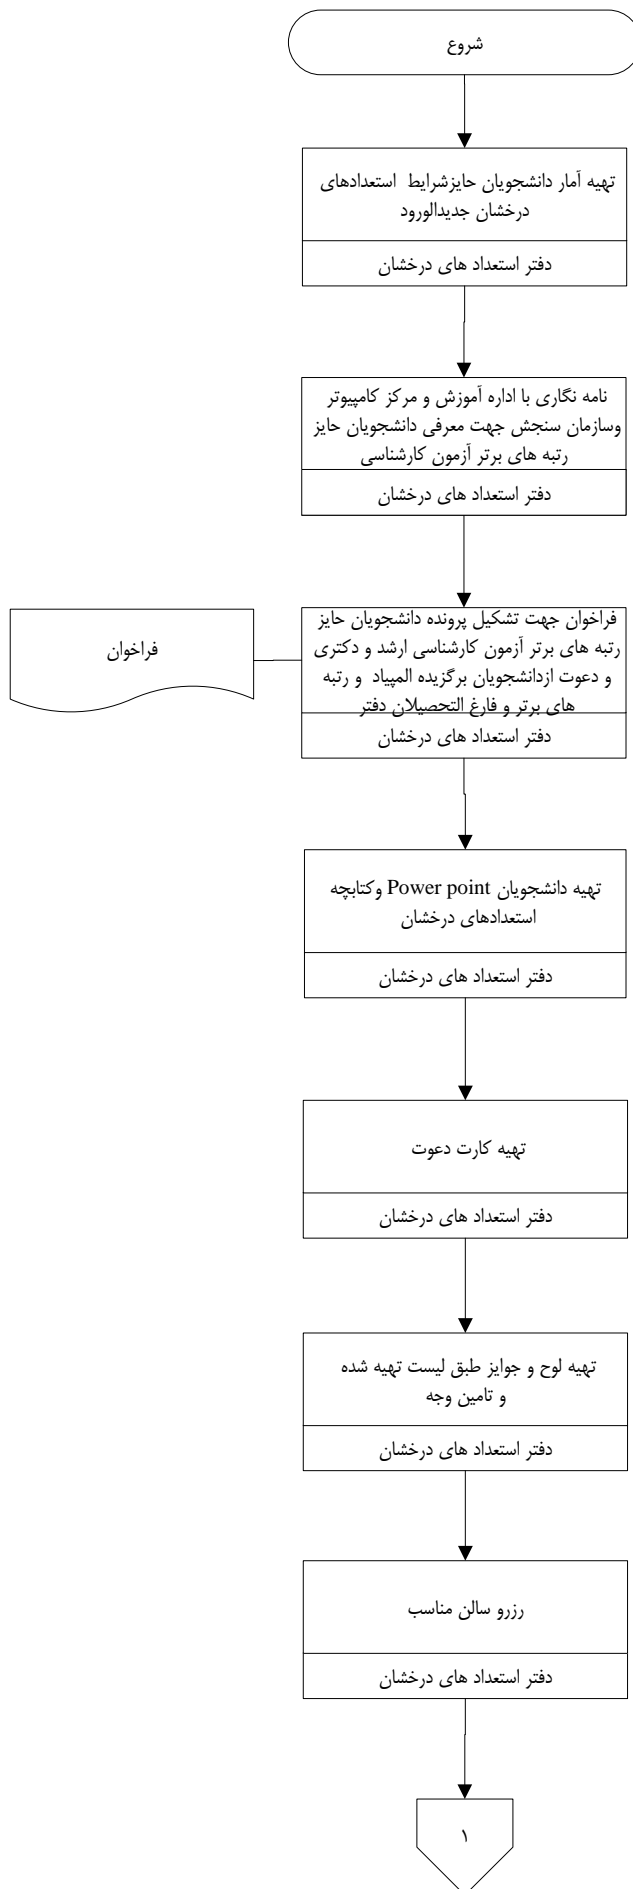 شروع
تهیه آمار دانشجویان حایزشرایط استعدادهای
درخشان جدیدالورود
دفتر استعداد های درخشان
نامه نگاری با اداره آموزش و مرکز کامپیوتر
وسازمان سنجش جهت معرفی دانشجویان حایز
رتبه های برتر آزمون کارشناسی
دفتر استعداد های درخشان
فراخوان جهت تشکیل پرونده دانشجویان حایز
رتبه های برتر آزمون کارشناسی ارشد و دکتری
و دعوت ازدانشجویان برگزیده المپیاد و رتبه
های برتر و فارغ التحصیلان دفتر
دفتر استعداد های درخشان
فراخوان
تهیه دانشجویان Power point وکتابچه
استعدادهای درخشان
دفتر استعداد های درخشان
تهیه کارت دعوت
دفتر استعداد های درخشان
تهیه لوح و جوایز طبق لیست تهیه شده
و تامین وجه
دفتر استعداد های درخشان
رزرو سالن مناسب
دفتر استعداد های درخشان
۱